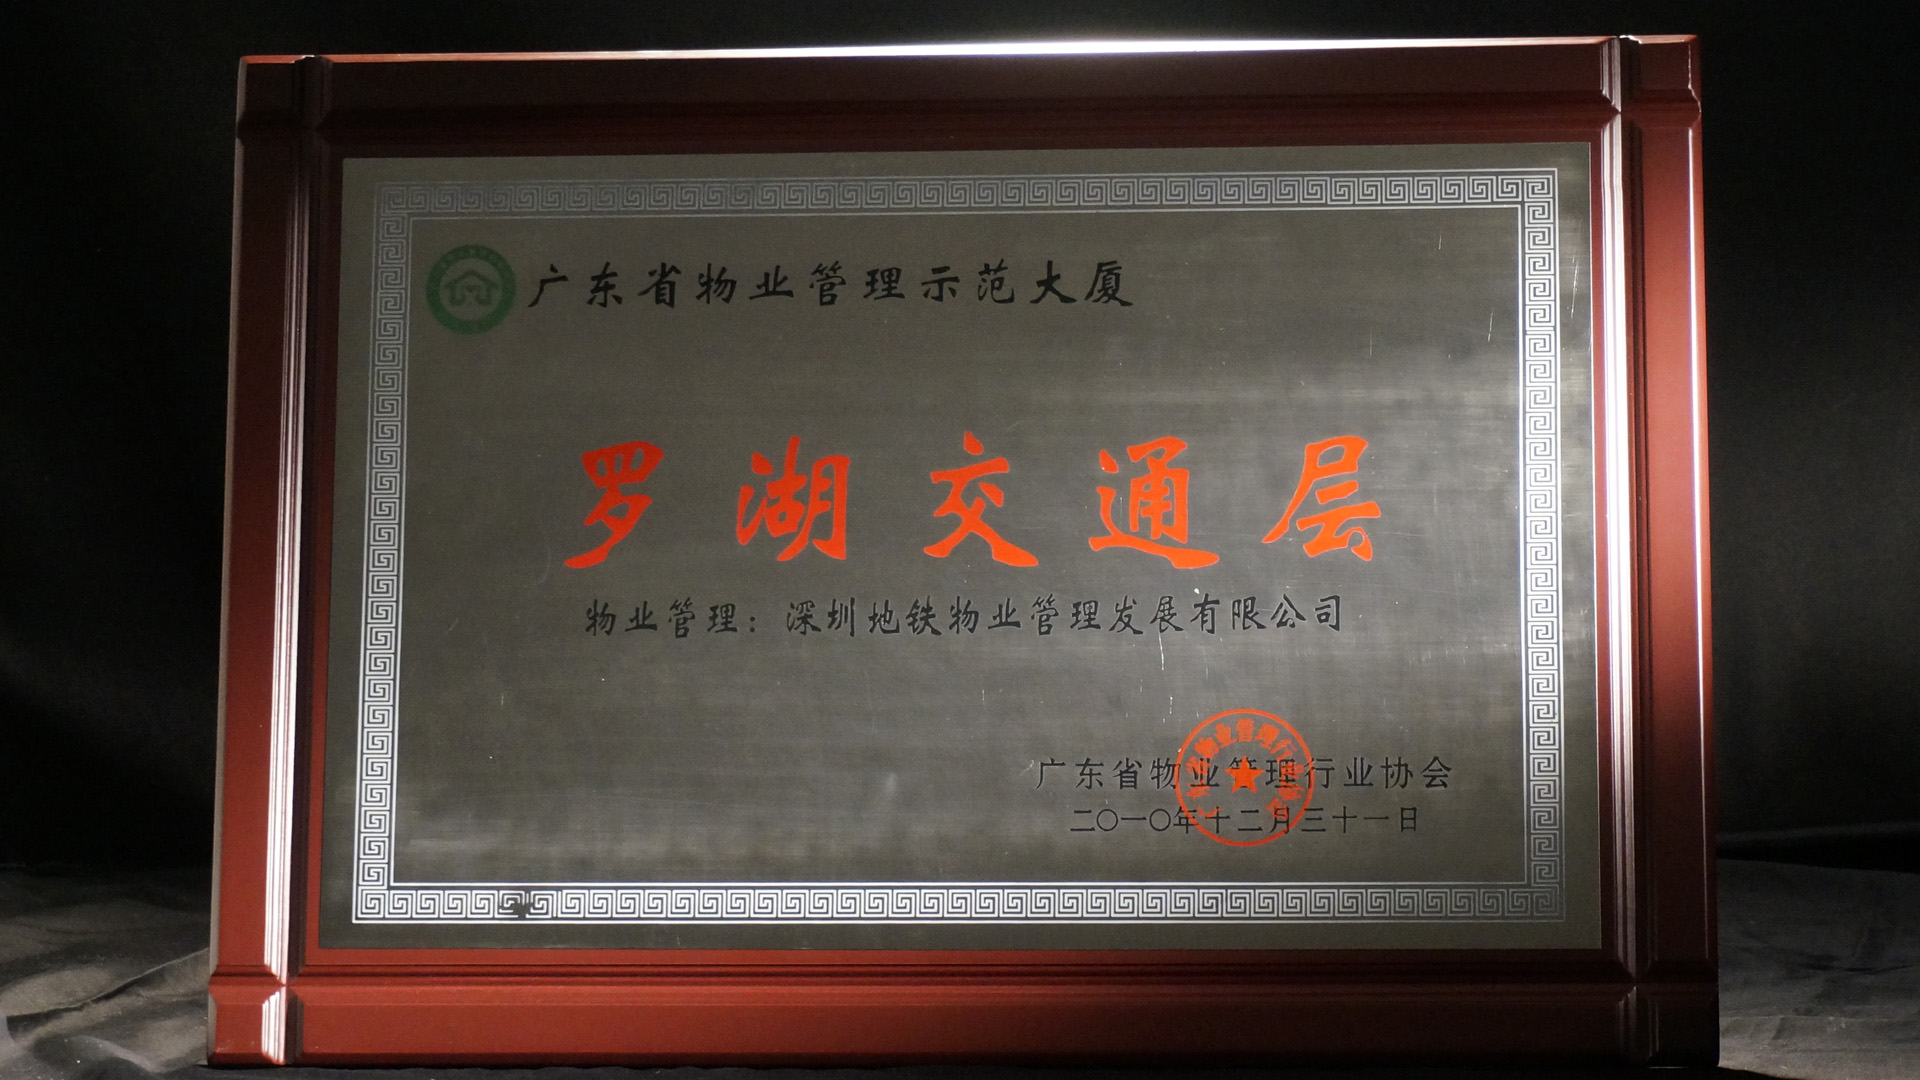 广东省物业管理示范大厦
罗湖交通层
物业管理：深圳地铁物业管理发展有限公司
广东省物业管理行业协会
二〇一〇年十二月三十一日